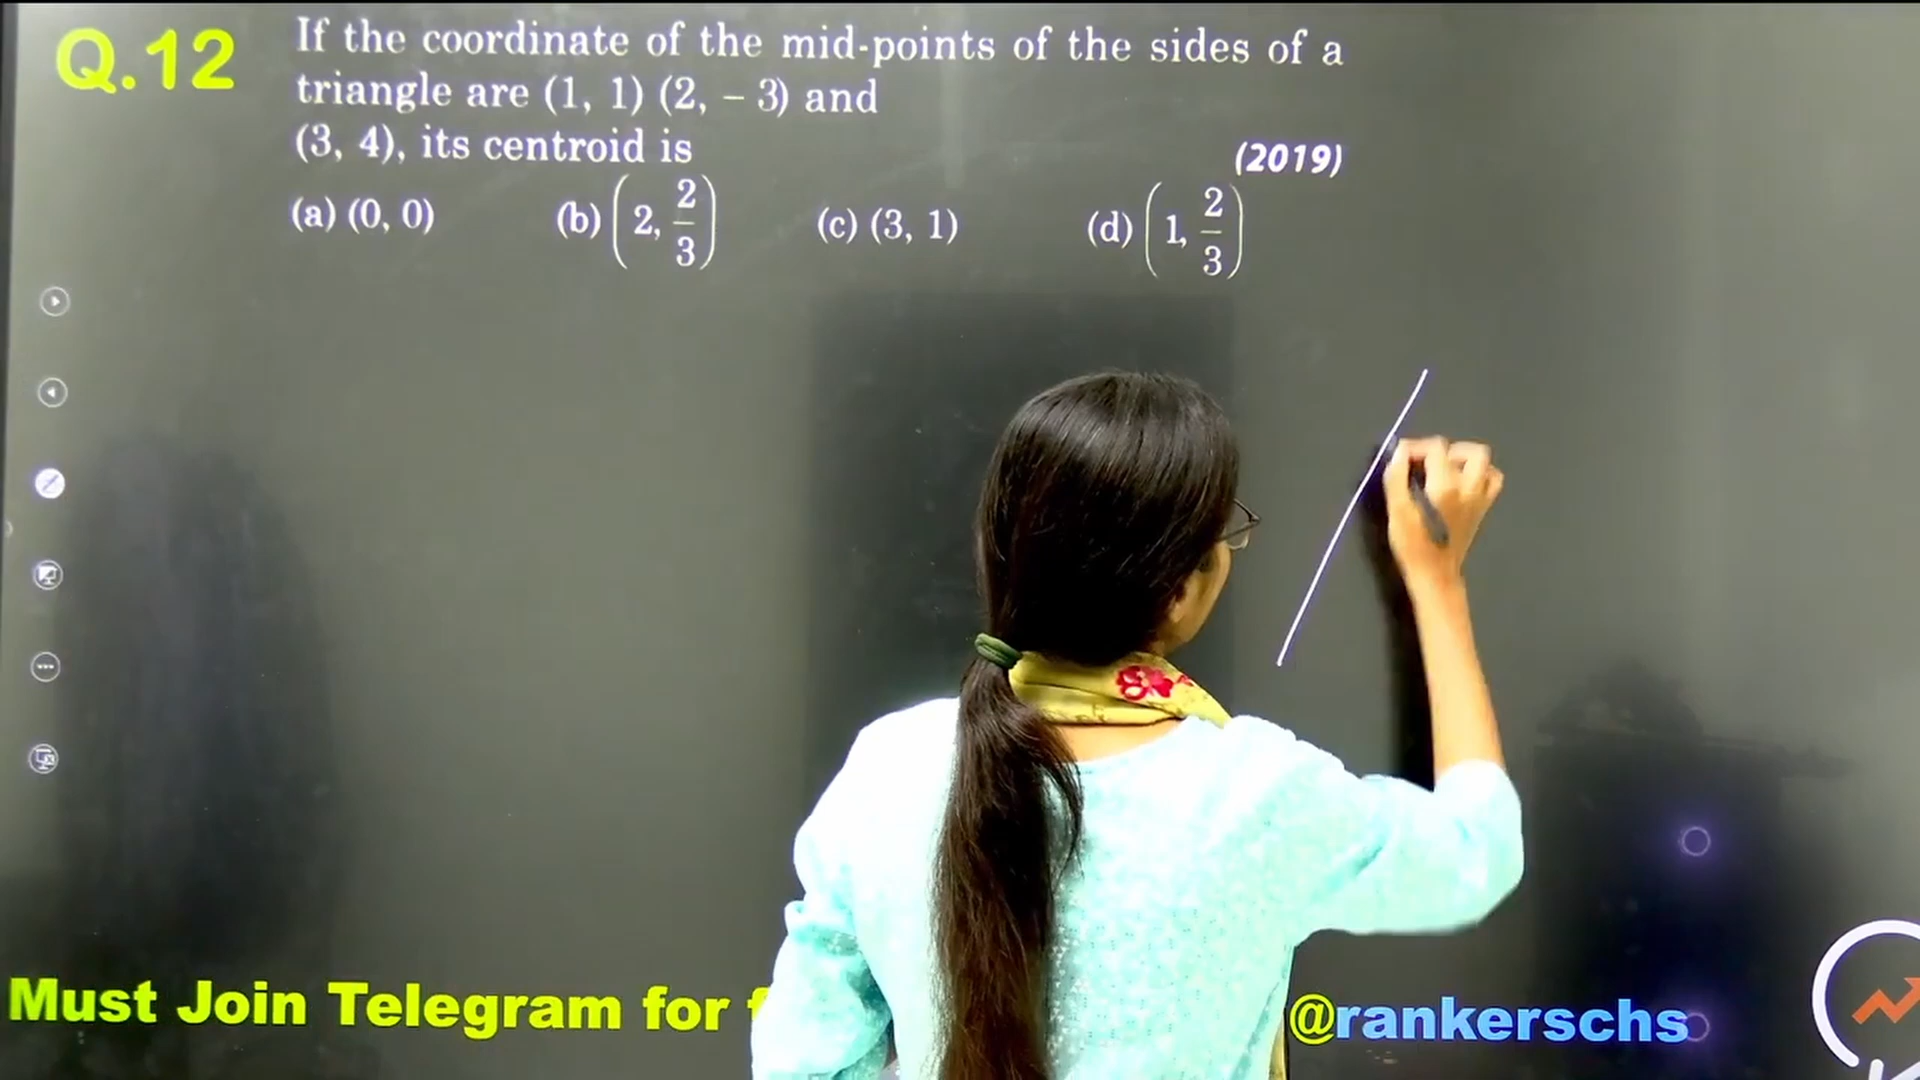 Q.12
If the coordinate of the mid-points of the sides of a
triangle are (1, 1) (2, – 3) and
(3, 4), its centroid is
(2019)
(a) (0, 0) (b) (2, 2/3) (c) (3, 1) (d) (1, 2/3)
Must Join Telegram for
@rankerschs